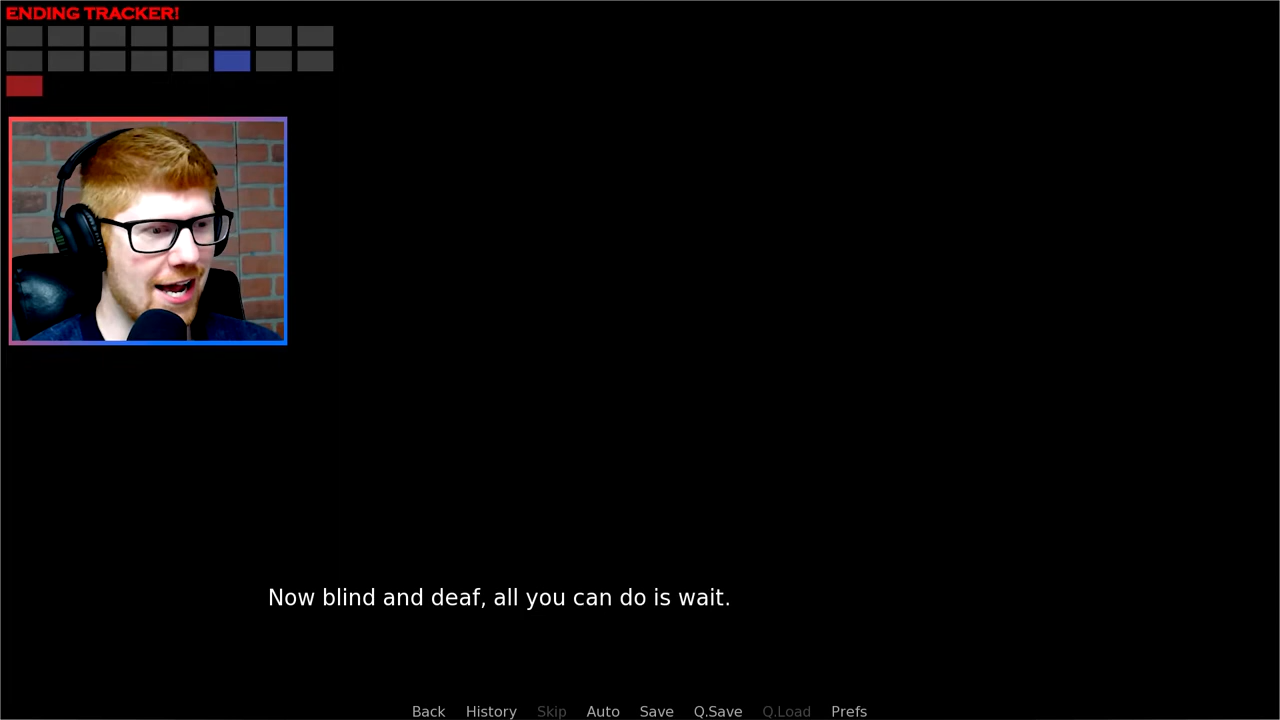 ENDING TRACKER!
Now blind and deaf, all you can do is wait.
Back History Skip Auto Save Q.Save Q.Load Prefs